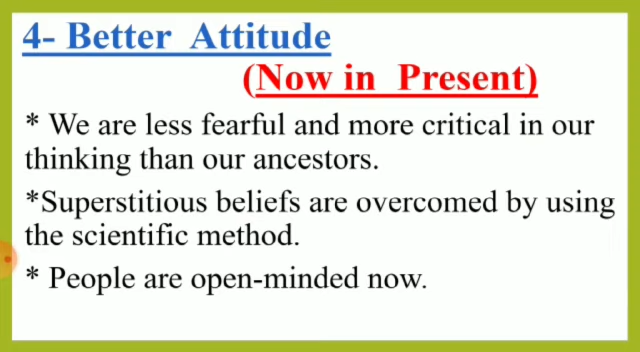 4- Better Attitude
(Now in Present)
* We are less fearful and more critical in our
thinking than our ancestors.
*Superstitious beliefs are overcomed by using
the scientific method.
* People are open-minded now.